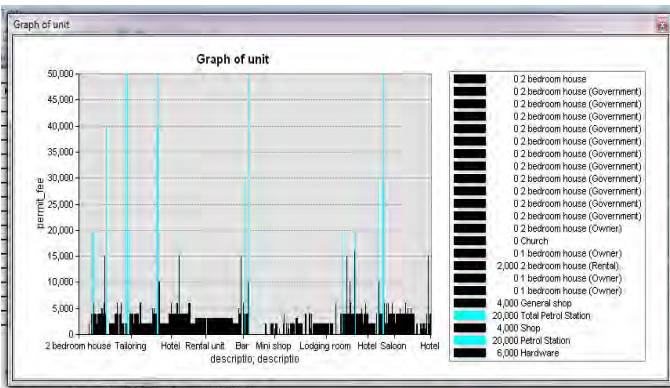 Graph of unit
Graph of unit
50,000
45,000
40,000
35,000
30,000
25,000
20,000
15,000
10,000
5,000
0
permit_fee
2 bedroom house Tailoring Hotel Rental unit Bar Mini shop Lodging room Hotel Saloon Hotel
descriptio; descriptio
0 2 bedroom house
0 2 bedroom house (Government)
0 2 bedroom house (Government)
0 2 bedroom house (Government)
0 2 bedroom house (Government)
0 2 bedroom house (Government)
0 2 bedroom house (Government)
0 2 bedroom house (Government)
0 2 bedroom house (Government)
0 2 bedroom house (Government)
0 2 bedroom house (Government)
0 2 bedroom house (Government)
0 2 bedroom house (Owner)
0 Church
0 1 bedroom house (Owner)
2,000 2 bedroom house (Rental)
0 1 bedroom house (Owner)
0 1 bedroom house (Owner)
4,000 General shop
20,000 Total Petrol Station
4,000 Shop
20,000 Petrol Station
6,000 Hardware